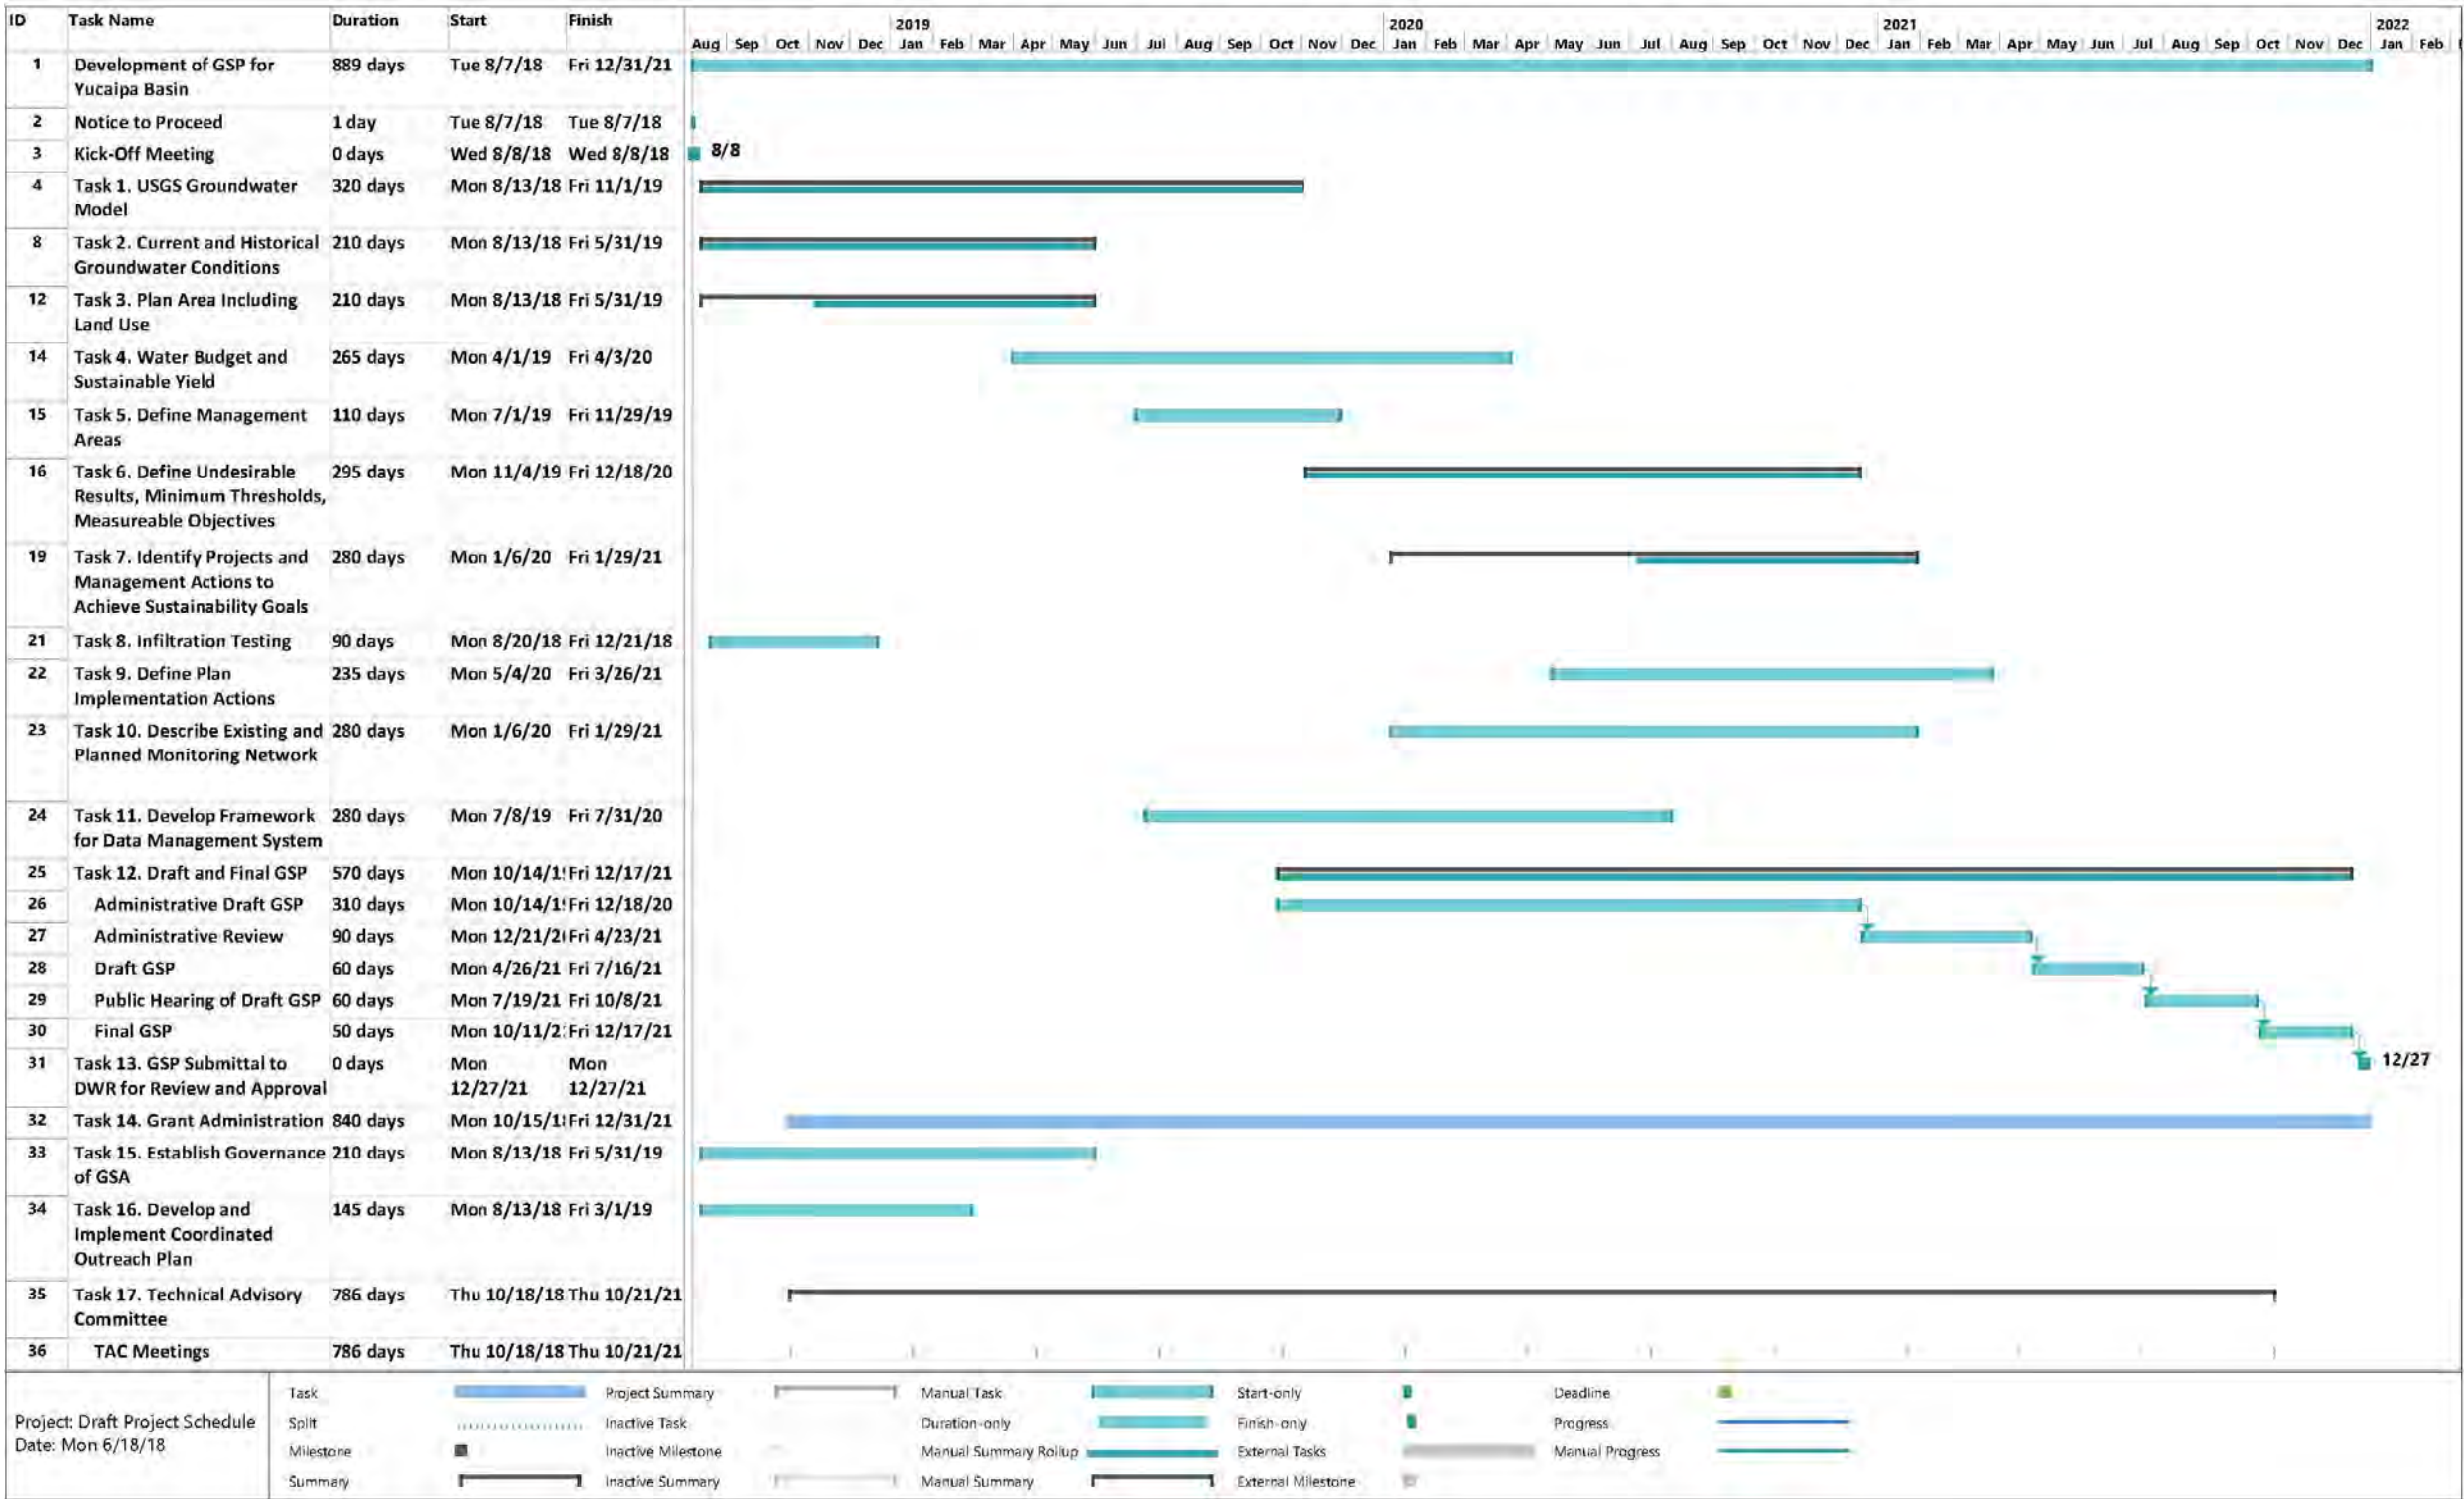 ID Task Name Duration Start Finish 2019 2020 2021 2022
Aug Sep Oct Nov Dec Jan Feb Mar Apr May Jun Jul Aug Sep Oct Nov Dec Jan Feb Mar Apr May Jun Jul Aug Sep Oct Nov Dec Jan Feb Mar Apr May Jun Jul Aug Sep Oct Nov Dec Jan Feb
1 Development of GSP for 889 days Tue 8/7/18 Fri 12/31/21
Yucaipa Basin
2 Notice to Proceed 1 day Tue 8/7/18 Tue 8/7/18
3 Kick-Off Meeting 0 days Wed 8/8/18 Wed 8/8/18 8/8
4 Task 1. USGS Groundwater 320 days Mon 8/13/18 Fri 11/1/19
Model
8 Task 2. Current and Historical 210 days Mon 8/13/18 Fri 5/31/19
Groundwater Conditions
12 Task 3. Plan Area Including 210 days Mon 8/13/18 Fri 5/31/19
Land Use
14 Task 4. Water Budget and 265 days Mon 4/1/19 Fri 4/3/20
Sustainable Yield
15 Task 5. Define Management 110 days Mon 7/1/19 Fri 11/29/19
Areas
16 Task 6. Define Undesirable 295 days Mon 11/4/19 Fri 12/18/20
Results, Minimum Thresholds,
Measureable Objectives
19 Task 7. Identify Projects and 280 days Mon 1/6/20 Fri 1/29/21
Management Actions to
Achieve Sustainability Goals
21 Task 8. Infiltration Testing 90 days Mon 8/20/18 Fri 12/21/18
22 Task 9. Define Plan 235 days Mon 5/4/20 Fri 3/26/21
Implementation Actions
23 Task 10. Describe Existing and 280 days Mon 1/6/20 Fri 1/29/21
Planned Monitoring Network
24 Task 11. Develop Framework 280 days Mon 7/8/19 Fri 7/31/20
for Data Management System
25 Task 12. Draft and Final GSP 570 days Mon 10/14/1 Fri 12/17/21
26 Administrative Draft GSP 310 days Mon 10/14/1 Fri 12/18/20
27 Administrative Review 90 days Mon 12/21/2 Fri 4/23/21
28 Draft GSP 60 days Mon 4/26/21 Fri 7/16/21
29 Public Hearing of Draft GSP 60 days Mon 7/19/21 Fri 10/8/21
30 Final GSP 50 days Mon 10/11/2 Fri 12/17/21
31 Task 13. GSP Submittal to 0 days Mon Mon 12/27
DWR for Review and Approval 12/27/21 12/27/21
32 Task 14. Grant Administration 840 days Mon 10/15/1 Fri 12/31/21
33 Task 15. Establish Governance 210 days Mon 8/13/18 Fri 5/31/19
of GSA
34 Task 16. Develop and 145 days Mon 8/13/18 Fri 3/1/19
Implement Coordinated
Outreach Plan
35 Task 17. Technical Advisory 786 days Thu 10/18/18 Thu 10/21/21
Committee
36 TAC Meetings 786 days Thu 10/18/18 Thu 10/21/21
Project: Draft Project Schedule
Date: Mon 6/18/18
Task Project Summary Manual Task Start-only Deadline
Split Inactive Task Duration-only Finish-only Progress
Milestone Inactive Milestone Manual Summary Rollup External Tasks Manual Progress
Summary Inactive Summary Manual Summary External Milestone